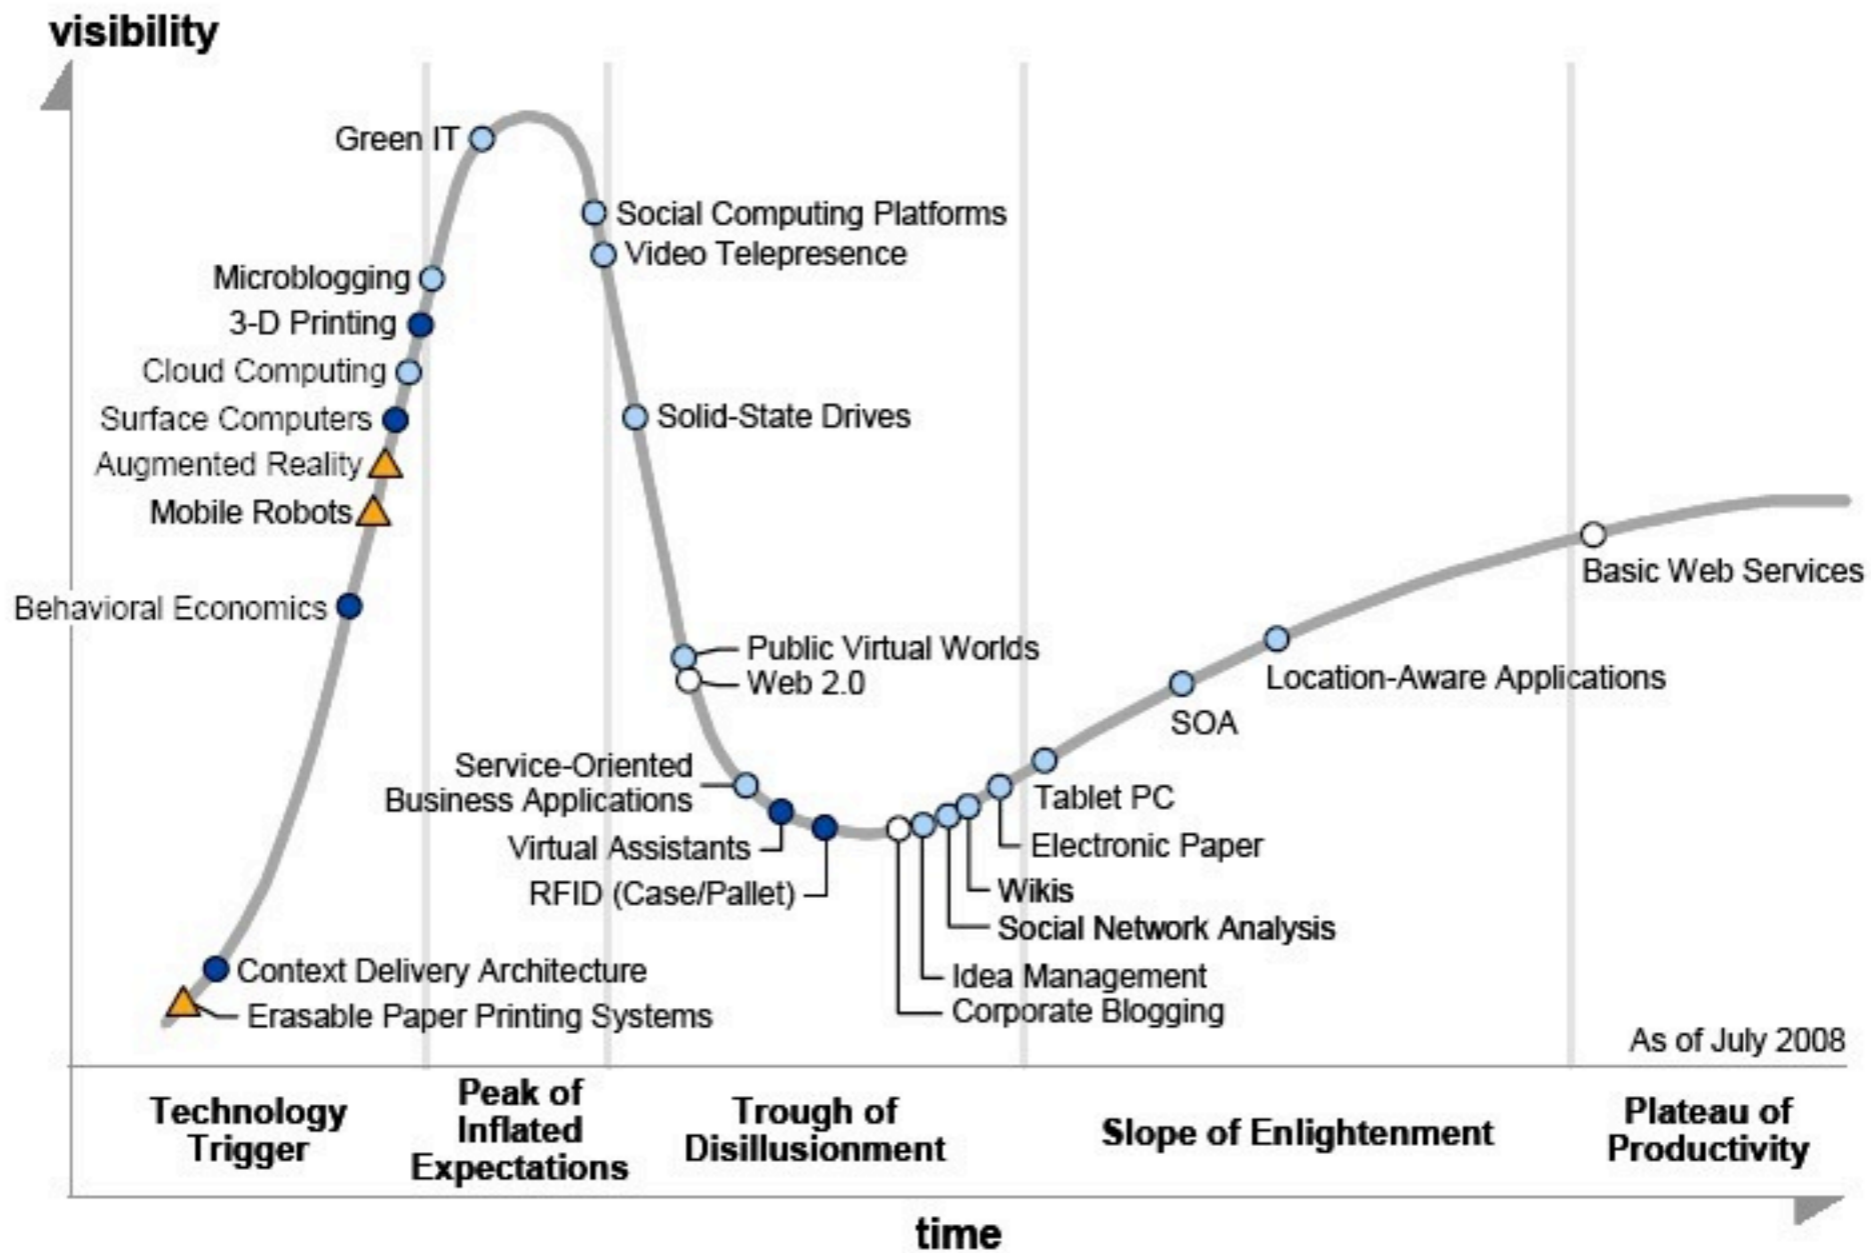 visibility
Green IT
Social Computing Platforms
Video Telepresence
Microblogging
3-D Printing
Cloud Computing
Surface Computers
Solid-State Drives
Augmented Reality
Mobile Robots
Basic Web Services
Behavioral Economics
Public Virtual Worlds
Web 2.0
Location-Aware Applications
SOA
Service-Oriented
Business Applications
Tablet PC
Virtual Assistants
Electronic Paper
RFID (Case/Pallet)
Wikis
Social Network Analysis
Context Delivery Architecture
Idea Management
Erasable Paper Printing Systems
Corporate Blogging
As of July 2008
Technology
Trigger
Peak of
Inflated
Expectations
Trough of
Disillusionment
Slope of Enlightenment
Plateau of
Productivity
time